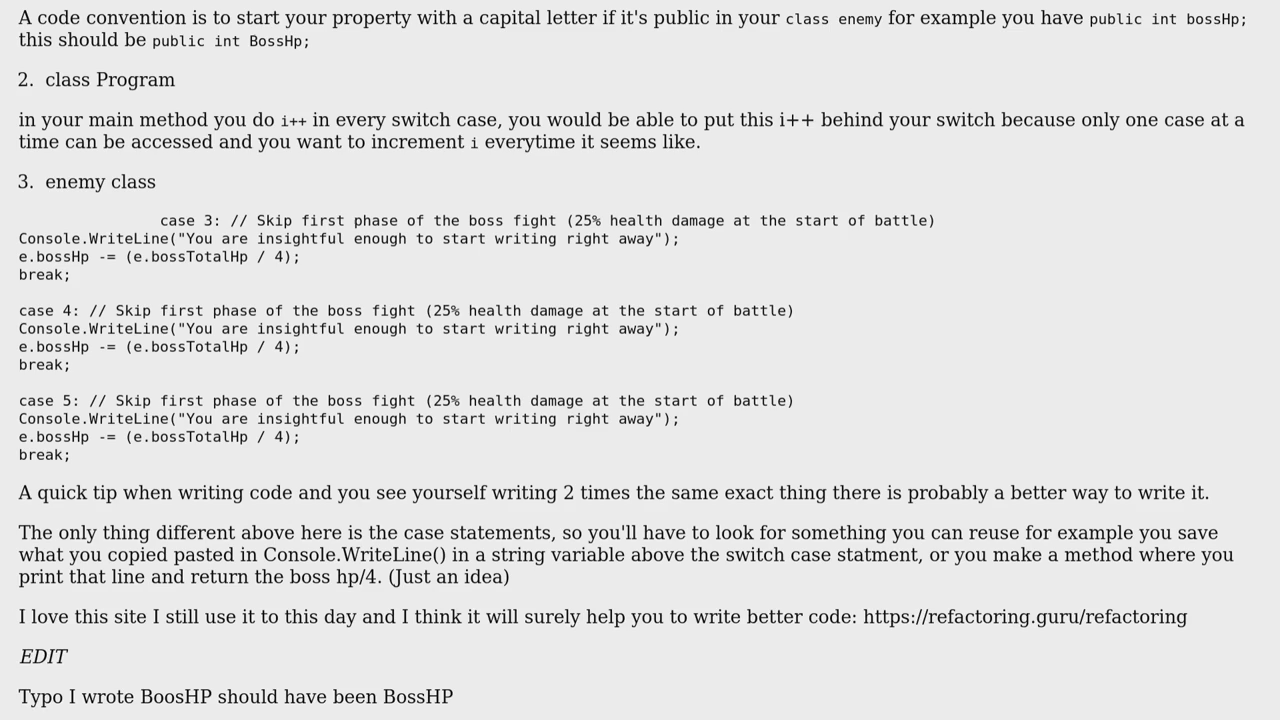 A code convention is to start your property with a capital letter if it's public in your class enemy for example you have public int bossHp;
this should be public int BossHp;
2. class Program
in your main method you do i++ in every switch case, you would be able to put this i++ behind your switch because only one case at a
time can be accessed and you want to increment i everytime it seems like.
3. enemy class
case 3: // Skip first phase of the boss fight (25% health damage at the start of battle)
Console.WriteLine("You are insightful enough to start writing right away");
e.bossHp -= (e.bossTotalHp / 4);
break;
case 4: // Skip first phase of the boss fight (25% health damage at the start of battle)
Console.WriteLine("You are insightful enough to start writing right away");
e.bossHp -= (e.bossTotalHp / 4);
break;
case 5: // Skip first phase of the boss fight (25% health damage at the start of battle)
Console.WriteLine("You are insightful enough to start writing right away");
e.bossHp -= (e.bossTotalHp / 4);
break;
A quick tip when writing code and you see yourself writing 2 times the same exact thing there is probably a better way to write it.
The only thing different above here is the case statements, so you'll have to look for something you can reuse for example you save
what you copied pasted in Console.WriteLine() in a string variable above the switch case statment, or you make a method where you
print that line and return the boss hp/4. (Just an idea)
I love this site I still use it to this day and I think it will surely help you to write better code: https://refactoring.guru/refactoring
EDIT
Typo I wrote BoosHP should have been BossHP